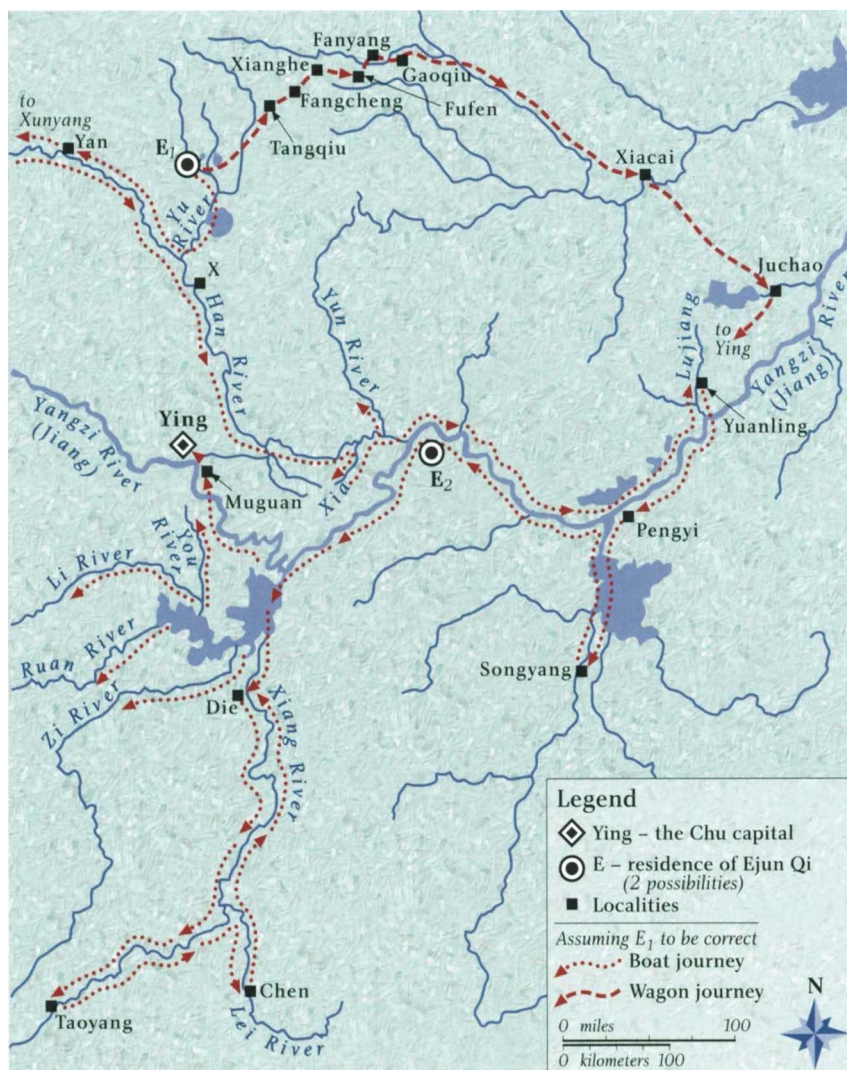 Fanyang
Xianghe
Gaoqiu
Fangcheng
Fufen
to
Xunyang
Yan
E1
Tangqiu
Xiacai
Yu
River
X
Juchao
Han
River
Yun River
to
Ying
Lujiang
Yangzi
(Jiang)
River
Yangzi River
(Jiang)
Ying
Yuanling
E2
Muguan
Xia
Pengyi
You
River
Li River
Ruan River
Songyang
Zi River
Die
Xiang River
Chen
Taoyang
Lei River
Legend
Ying – the Chu capital
E – residence of Ejun Qi
(2 possibilities)
Localities
Assuming E1 to be correct
Boat journey
Wagon journey
N
0 miles 100
0 kilometers 100